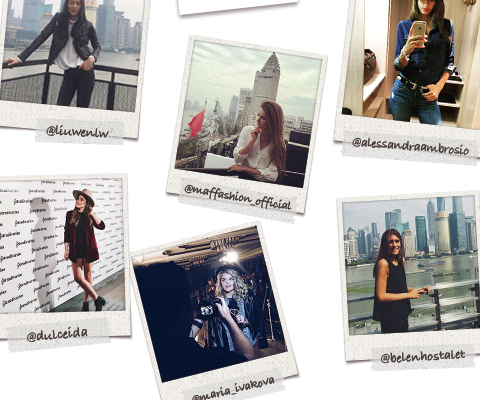 @liuwenlw
@alessandraambrosio
@maffashion_official
@dulceida
@maria_ivakova
@belenhostalet